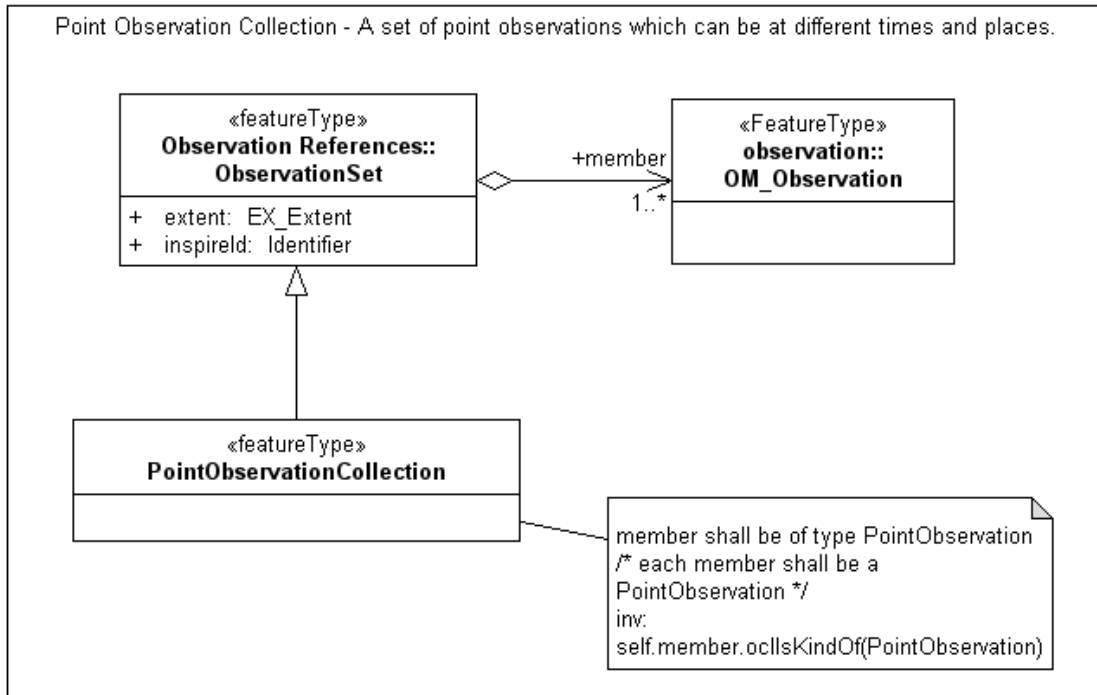 Point Observation Collection - A set of point observations which can be at different times and places.
«featureType»
Observation References::
ObservationSet
+ extent: EX_Extent
+ inspireId: Identifier
+member
1..*
«FeatureType»
observation::
OM_Observation
«featureType»
PointObservationCollection
member shall be of type PointObservation
/* each member shall be a
PointObservation */
inv:
self.member.oclIsKindOf(PointObservation)